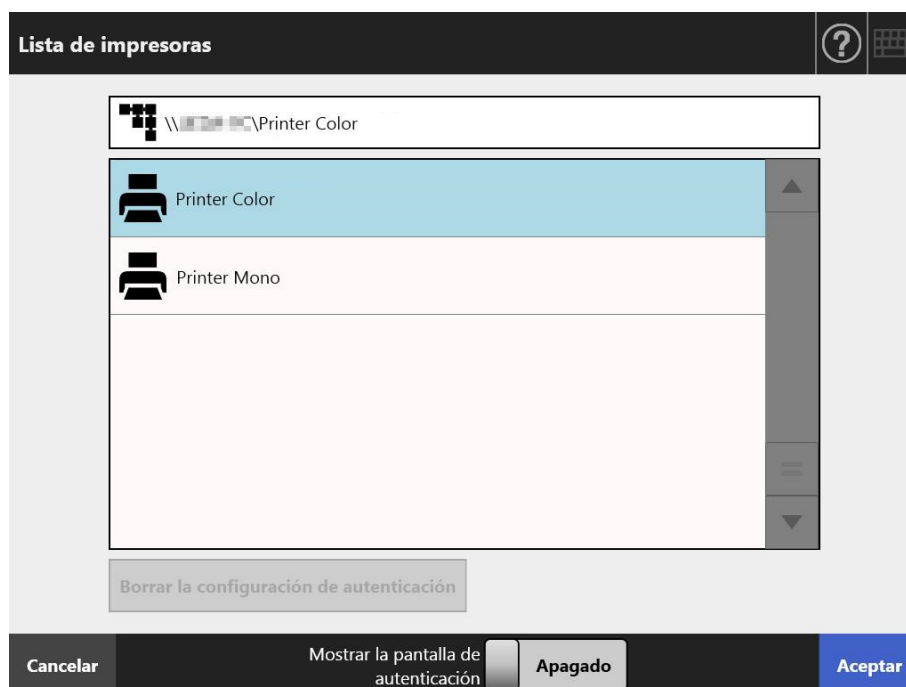 Lista de impresoras
?
\\ \Printer Color
Printer Color
Printer Mono
Borrar la configuración de autenticación
Cancelar
Mostrar la pantalla de
autenticación
Apagado
Aceptar